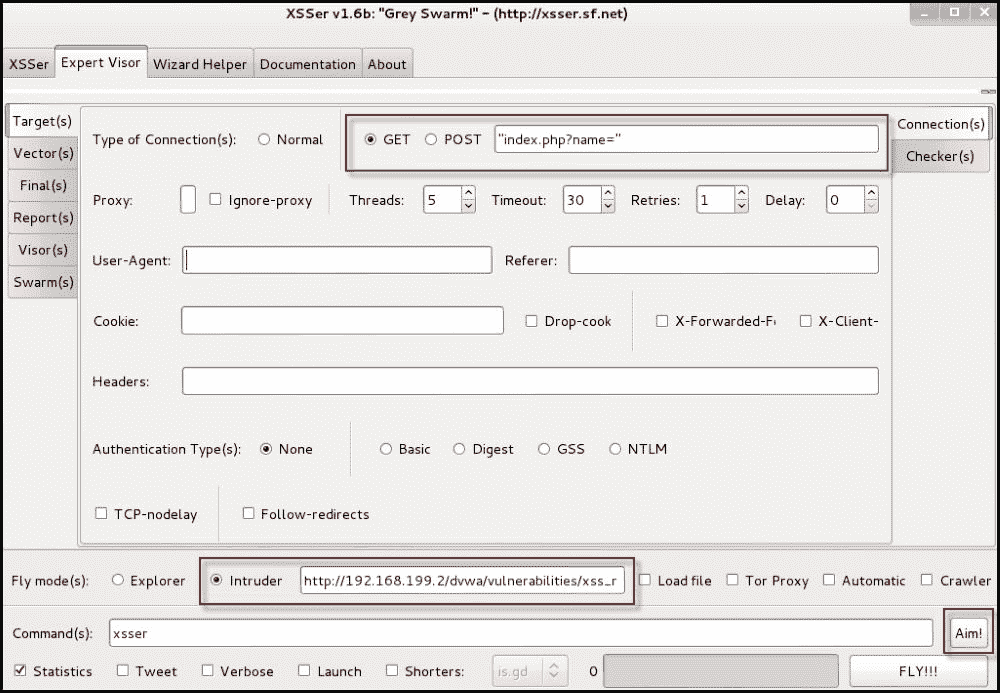 XSSer v1.6b: "Grey Swarm!" - (http://xsser.sf.net)
XSSer Expert Visor Wizard Helper Documentation About
Target(s)
Vector(s)
Final(s)
Report(s)
Visor(s)
Swarm(s)
Type of Connection(s): Normal GET POST "index.php?name="
Connection(s)
Checker(s)
Proxy: Ignore-proxy Threads: 5 Timeout: 30 Retries: 1 Delay: 0
User-Agent: Referer:
Cookie: Drop-cook X-Forwarded-F X-Client-
Headers:
Authentication Type(s): None Basic Digest GSS NTLM
TCP-nodelay Follow-redirects
Fly mode(s): Explorer Intruder http://192.168.199.2/dvwa/vulnerabilities/xss_r Load file Tor Proxy Automatic Crawler
Command(s): xsser Aim!
Statistics Tweet Verbose Launch Shorters: is.gd 0 FLY!!!